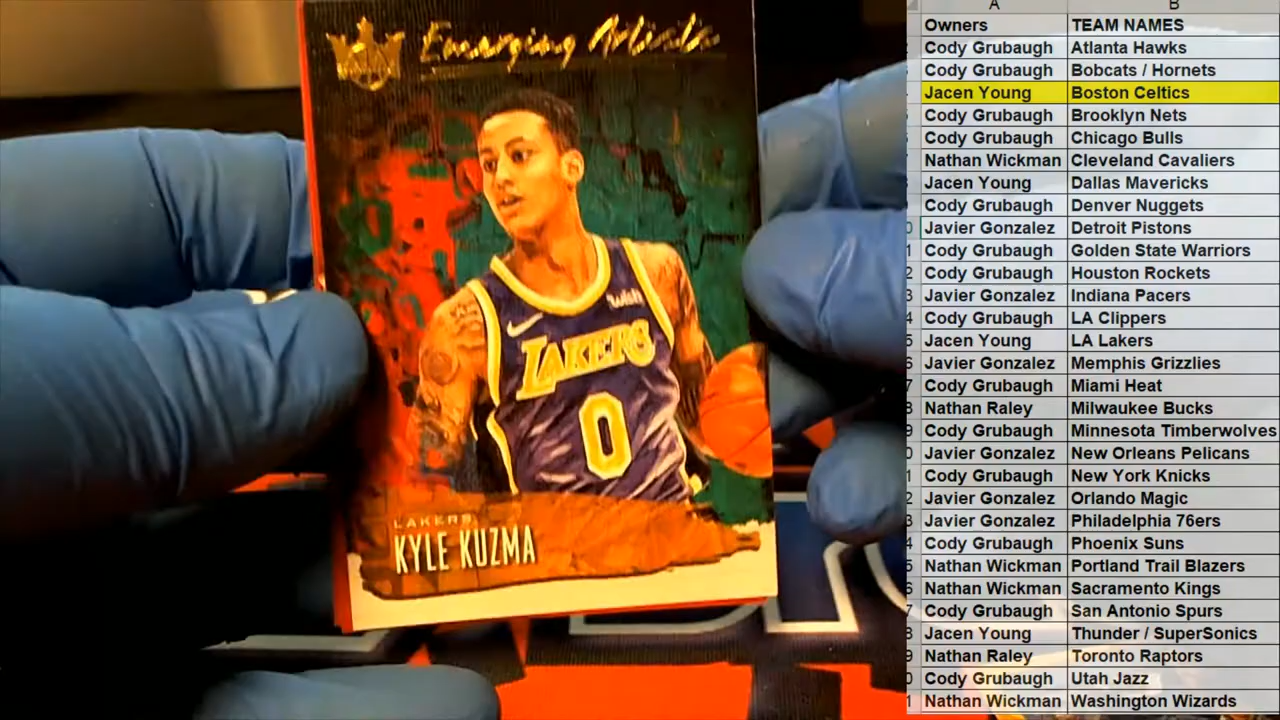 Emerging Artists
wish
LAKERS
0
LAKERS
KYLE KUZMA
A B
Owners TEAM NAMES
Cody Grubaugh Atlanta Hawks
Cody Grubaugh Bobcats / Hornets
Jacen Young Boston Celtics
Cody Grubaugh Brooklyn Nets
Cody Grubaugh Chicago Bulls
Nathan Wickman Cleveland Cavaliers
Jacen Young Dallas Mavericks
Cody Grubaugh Denver Nuggets
Javier Gonzalez Detroit Pistons
Cody Grubaugh Golden State Warriors
Cody Grubaugh Houston Rockets
Javier Gonzalez Indiana Pacers
Cody Grubaugh LA Clippers
Jacen Young LA Lakers
Javier Gonzalez Memphis Grizzlies
Cody Grubaugh Miami Heat
Nathan Raley Milwaukee Bucks
Cody Grubaugh Minnesota Timberwolves
Javier Gonzalez New Orleans Pelicans
Cody Grubaugh New York Knicks
Javier Gonzalez Orlando Magic
Javier Gonzalez Philadelphia 76ers
Cody Grubaugh Phoenix Suns
Nathan Wickman Portland Trail Blazers
Nathan Wickman Sacramento Kings
Cody Grubaugh San Antonio Spurs
Jacen Young Thunder / SuperSonics
Nathan Raley Toronto Raptors
Cody Grubaugh Utah Jazz
Nathan Wickman Washington Wizards